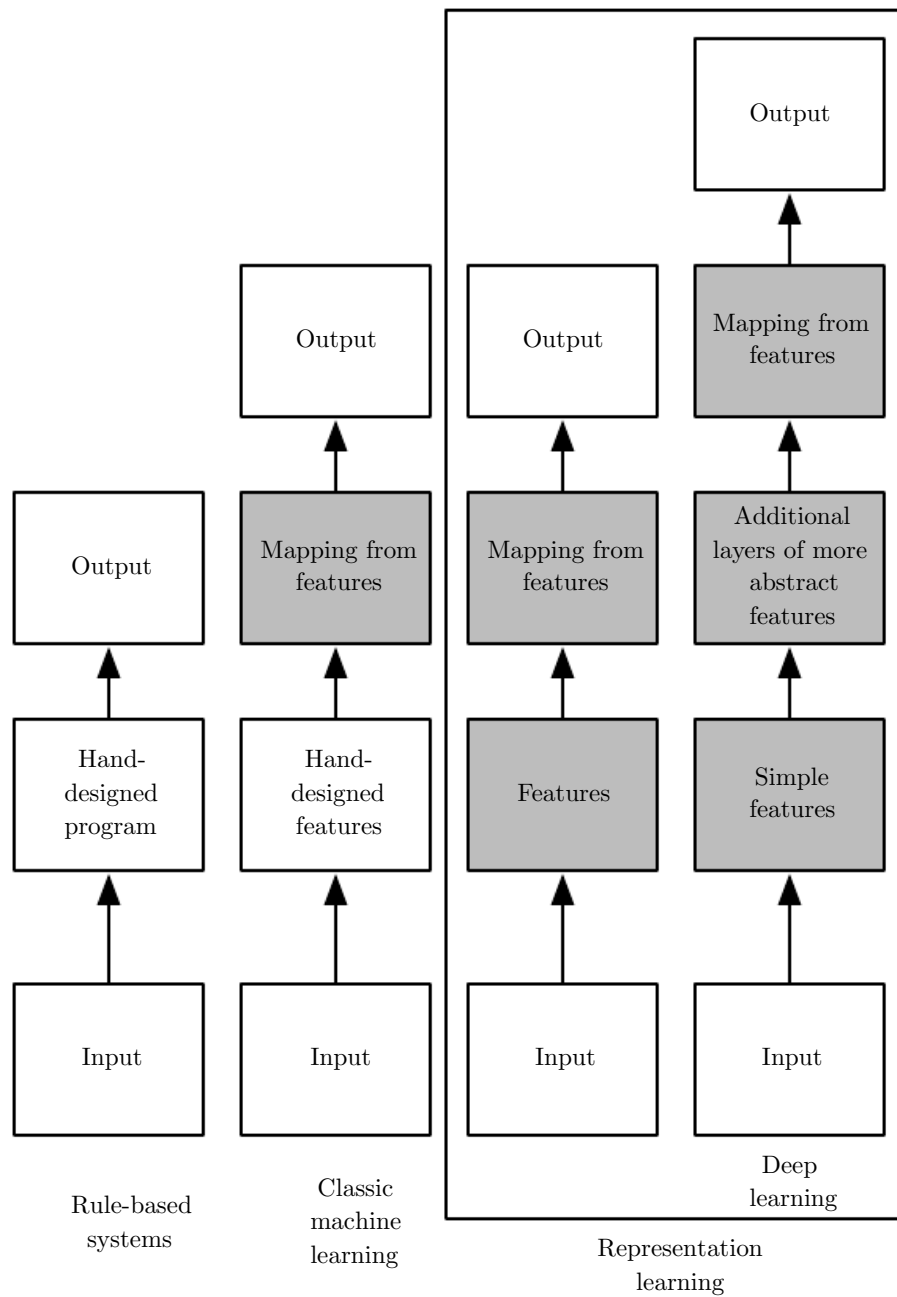 Output
Output
Output
Mapping from
features
Output
Mapping from
features
Mapping from
features
Additional
layers of more
abstract
features
Hand-
designed
program
Hand-
designed
features
Features
Simple
features
Input
Input
Input
Input
Rule-based
systems
Classic
machine
learning
Deep
learning
Representation
learning